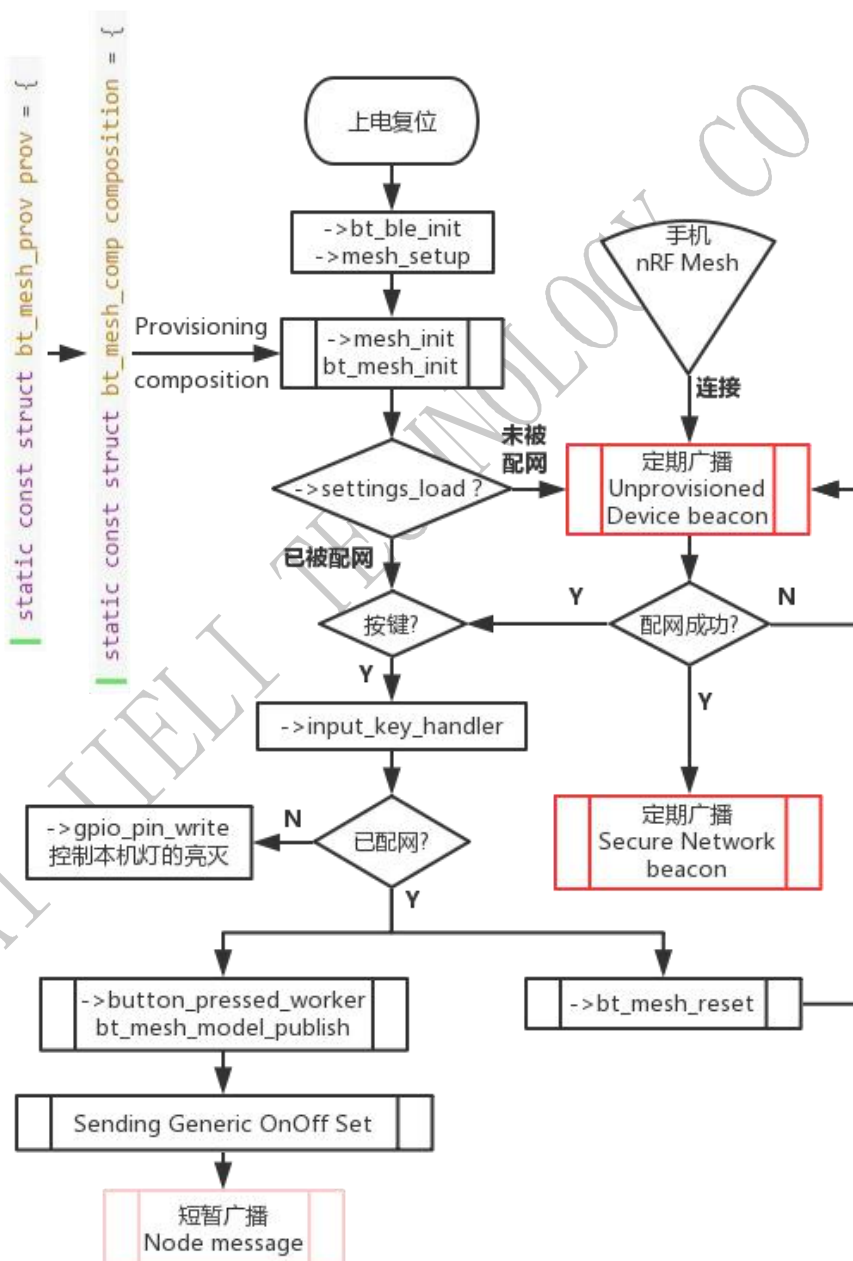 static const struct bt_mesh_prov prov = {
static const struct bt_mesh_comp composition = {
上电复位
->bt_ble_init
->mesh_setup
手机
nRF Mesh
Provisioning
composition
->mesh_init
bt_mesh_init
连接
未被
配网
->settings_load？
定期广播
Unprovisioned
Device beacon
已被配网
按键?
Y
配网成功?
N
Y
Y
->input_key_handler
->gpio_pin_write
控制本机灯的亮灭
N
已配网?
定期广播
Secure Network
beacon
Y
->button_pressed_worker
bt_mesh_model_publish
->bt_mesh_reset
Sending Generic OnOff Set
短暂广播
Node message
JIELI TECHNOLOGY CO